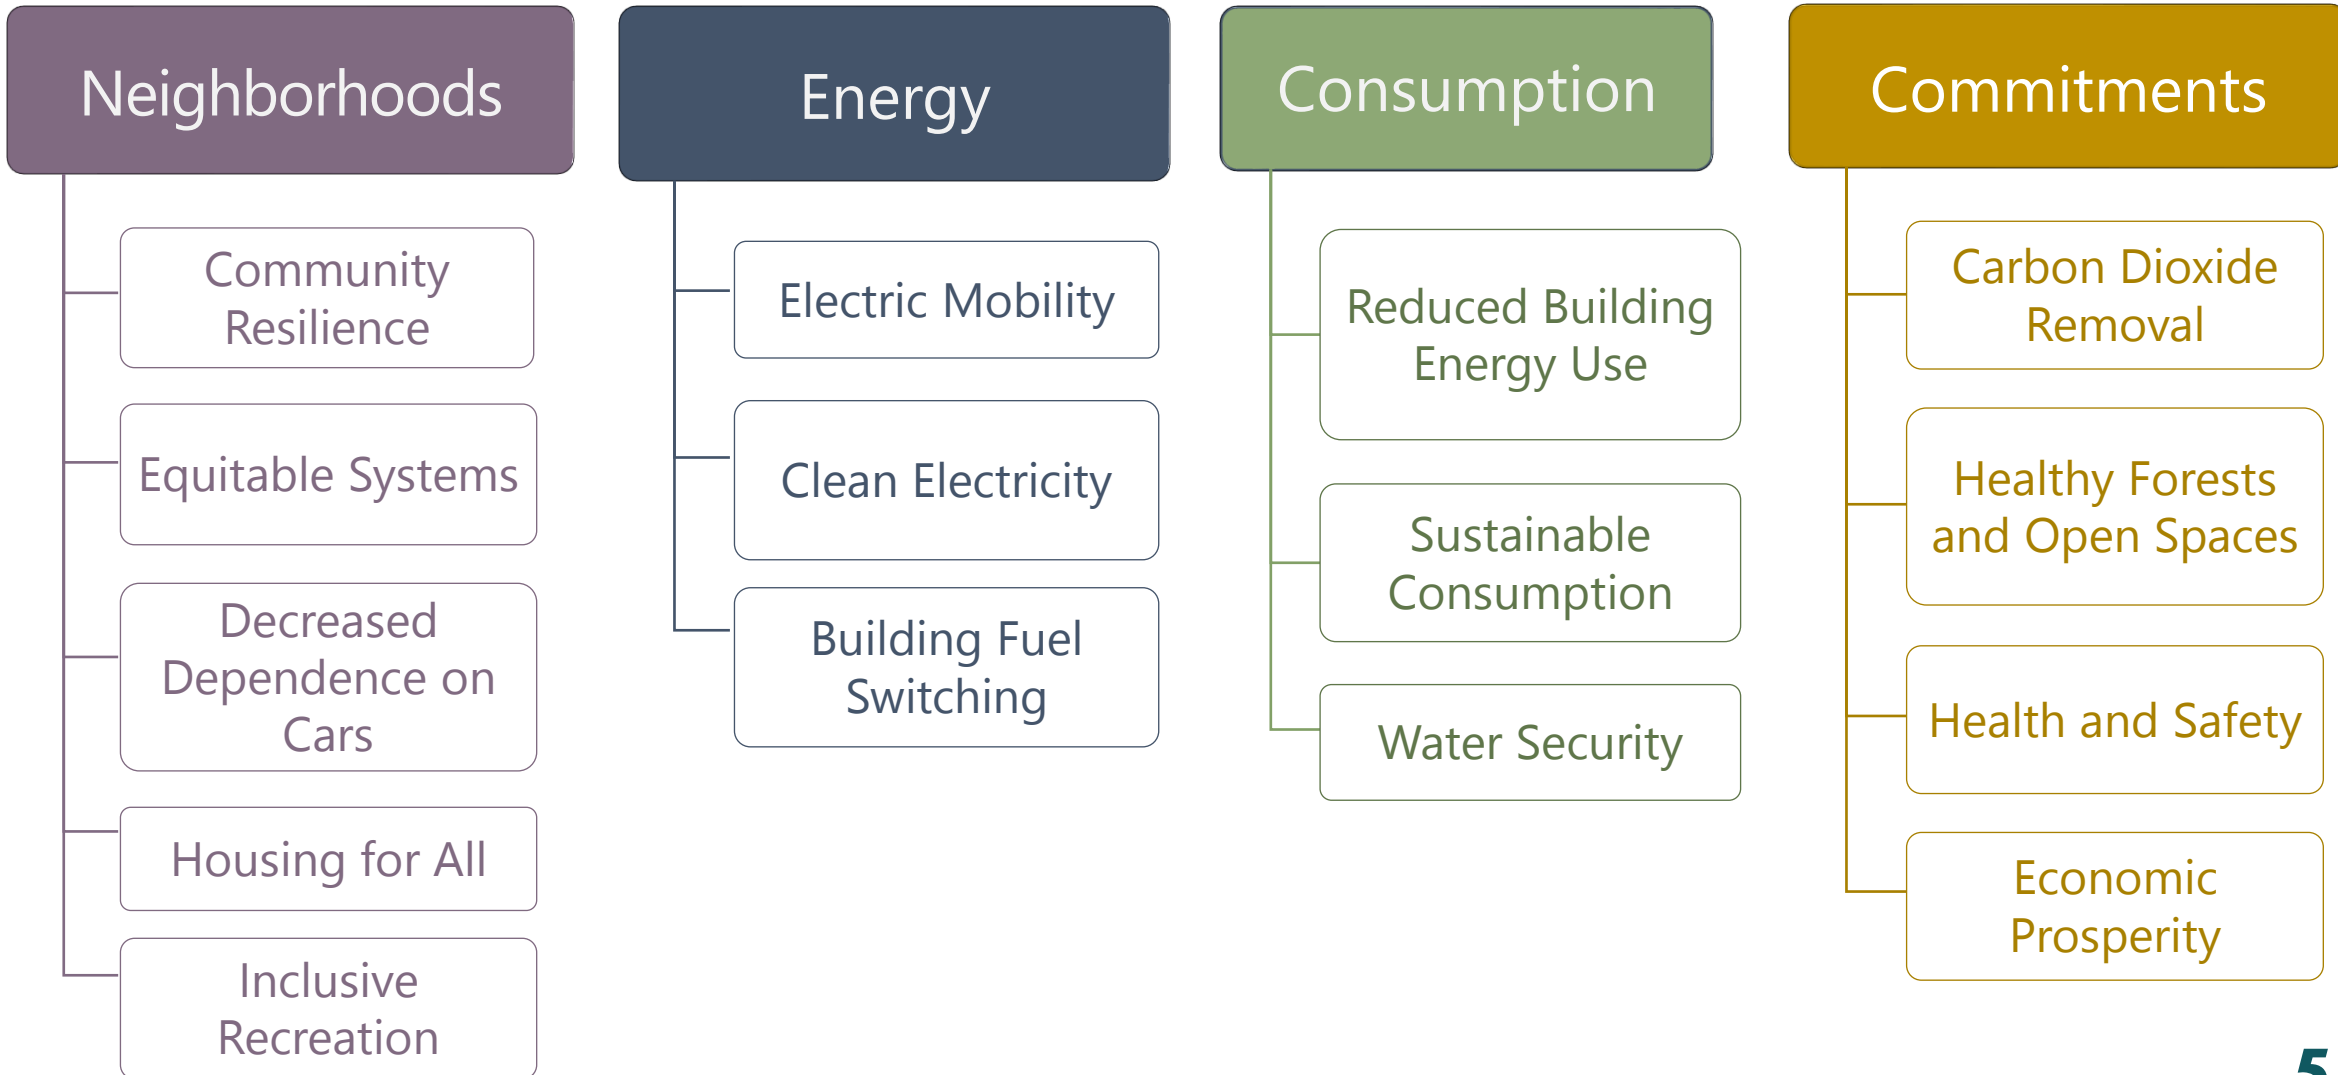 Neighborhoods
Community
Resilience
Equitable Systems
Decreased
Dependence on
Cars
Housing for All
Inclusive
Recreation
Energy
Electric Mobility
Clean Electricity
Building Fuel
Switching
Consumption
Reduced Building
Energy Use
Sustainable
Consumption
Water Security
Commitments
Carbon Dioxide
Removal
Healthy Forests
and Open Spaces
Health and Safety
Economic
Prosperity
5